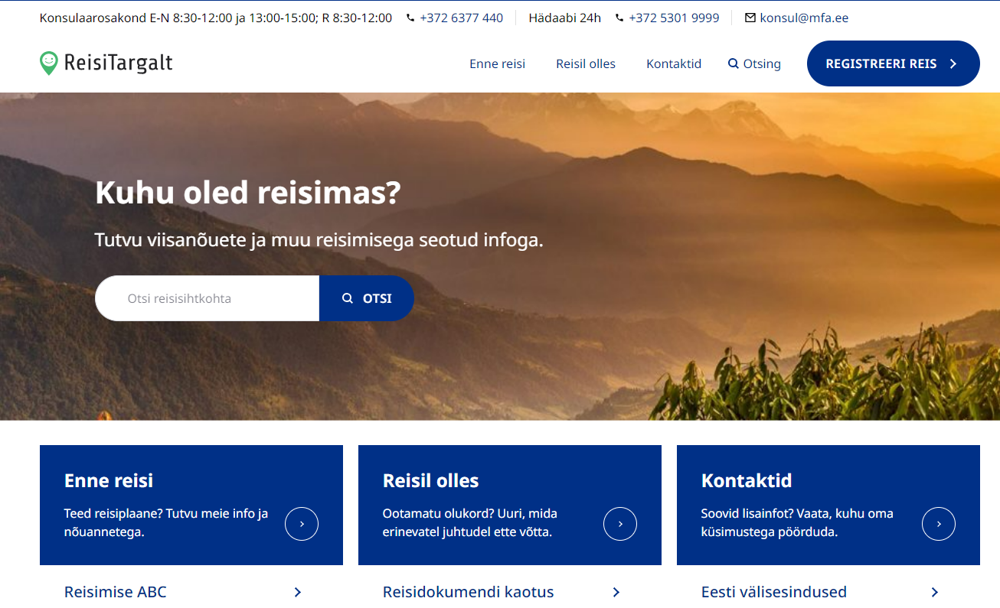 Konsulaarosakond E-N 8:30-12:00 ja 13:00-15:00; R 8:30-12:00 +372 6377 440 Hädaabi 24h +372 5301 9999 konsul@mfa.ee
ReisiTargalt Enne reisi Reisil olles Kontaktid Otsing REGISTREERI REIS
Kuhu oled reisimas?
Tutvu viisanõuete ja muu reisimisega seotud infoga.
Otsi reisisihtkohta OTSI
Enne reisi
Teed reisiplaane? Tutvu meie info ja
nõuannetega.
Reisimise ABC
Reisil olles
Ootamatu olukord? Uuri, mida
erinevatel juhtudel ette võtta.
Reisidokumendi kaotus
Kontaktid
Soovid lisainfot? Vaata, kuhu oma
küsimustega pöörduda.
Eesti välisesindused